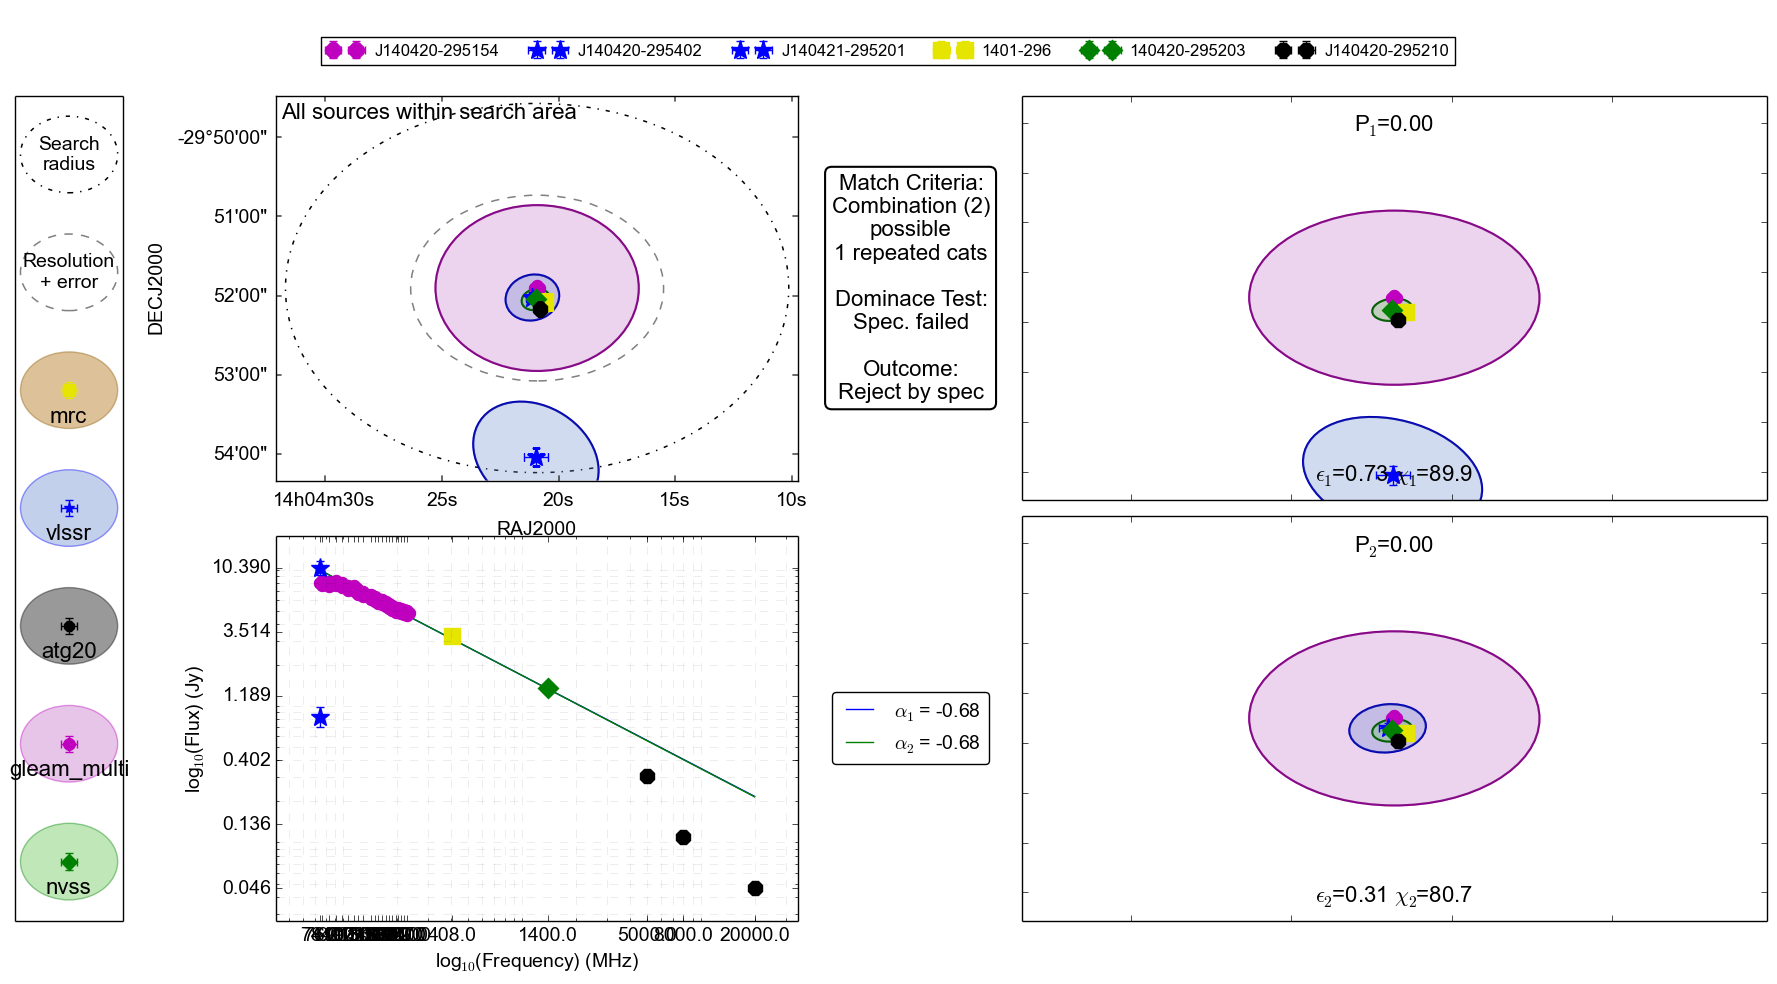 J140420-295154
J140420-295402
J140421-295201
1401-296
140420-295203
J140420-295210
Search
radius
Resolution
+ error
mrc
vlssr
atg20
gleam_multi
nvss
All sources within search area
DECJ2000
-29°50'00"
51'00"
52'00"
53'00"
54'00"
14h04m30s
25s
20s
15s
10s
RAJ2000
Match Criteria:
Combination (2)
possible
1 repeated cats
Dominace Test:
Spec. failed
Outcome:
Reject by spec
P₁=0.00
ϵ₁=0.73 χ₁=89.9
log₁₀(Flux) (Jy)
10.390
3.514
1.189
0.402
0.136
0.046
408.0
1400.0
5000.0
8000.0
20000.0
log₁₀(Frequency) (MHz)
α₁ = -0.68
α₂ = -0.68
P₂=0.00
ϵ₂=0.31 χ₂=80.7